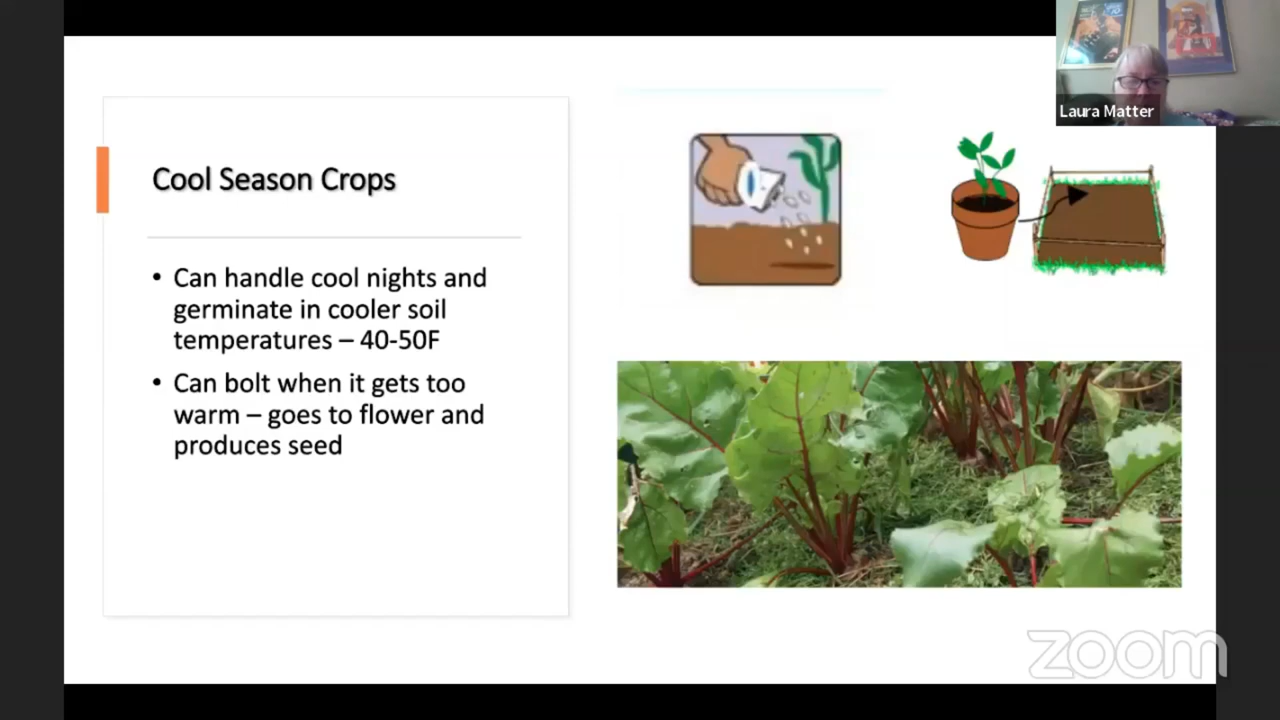 Laura Matter
Cool Season Crops
• Can handle cool nights and
germinate in cooler soil
temperatures – 40-50F
• Can bolt when it gets too
warm – goes to flower and
produces seed
zoom